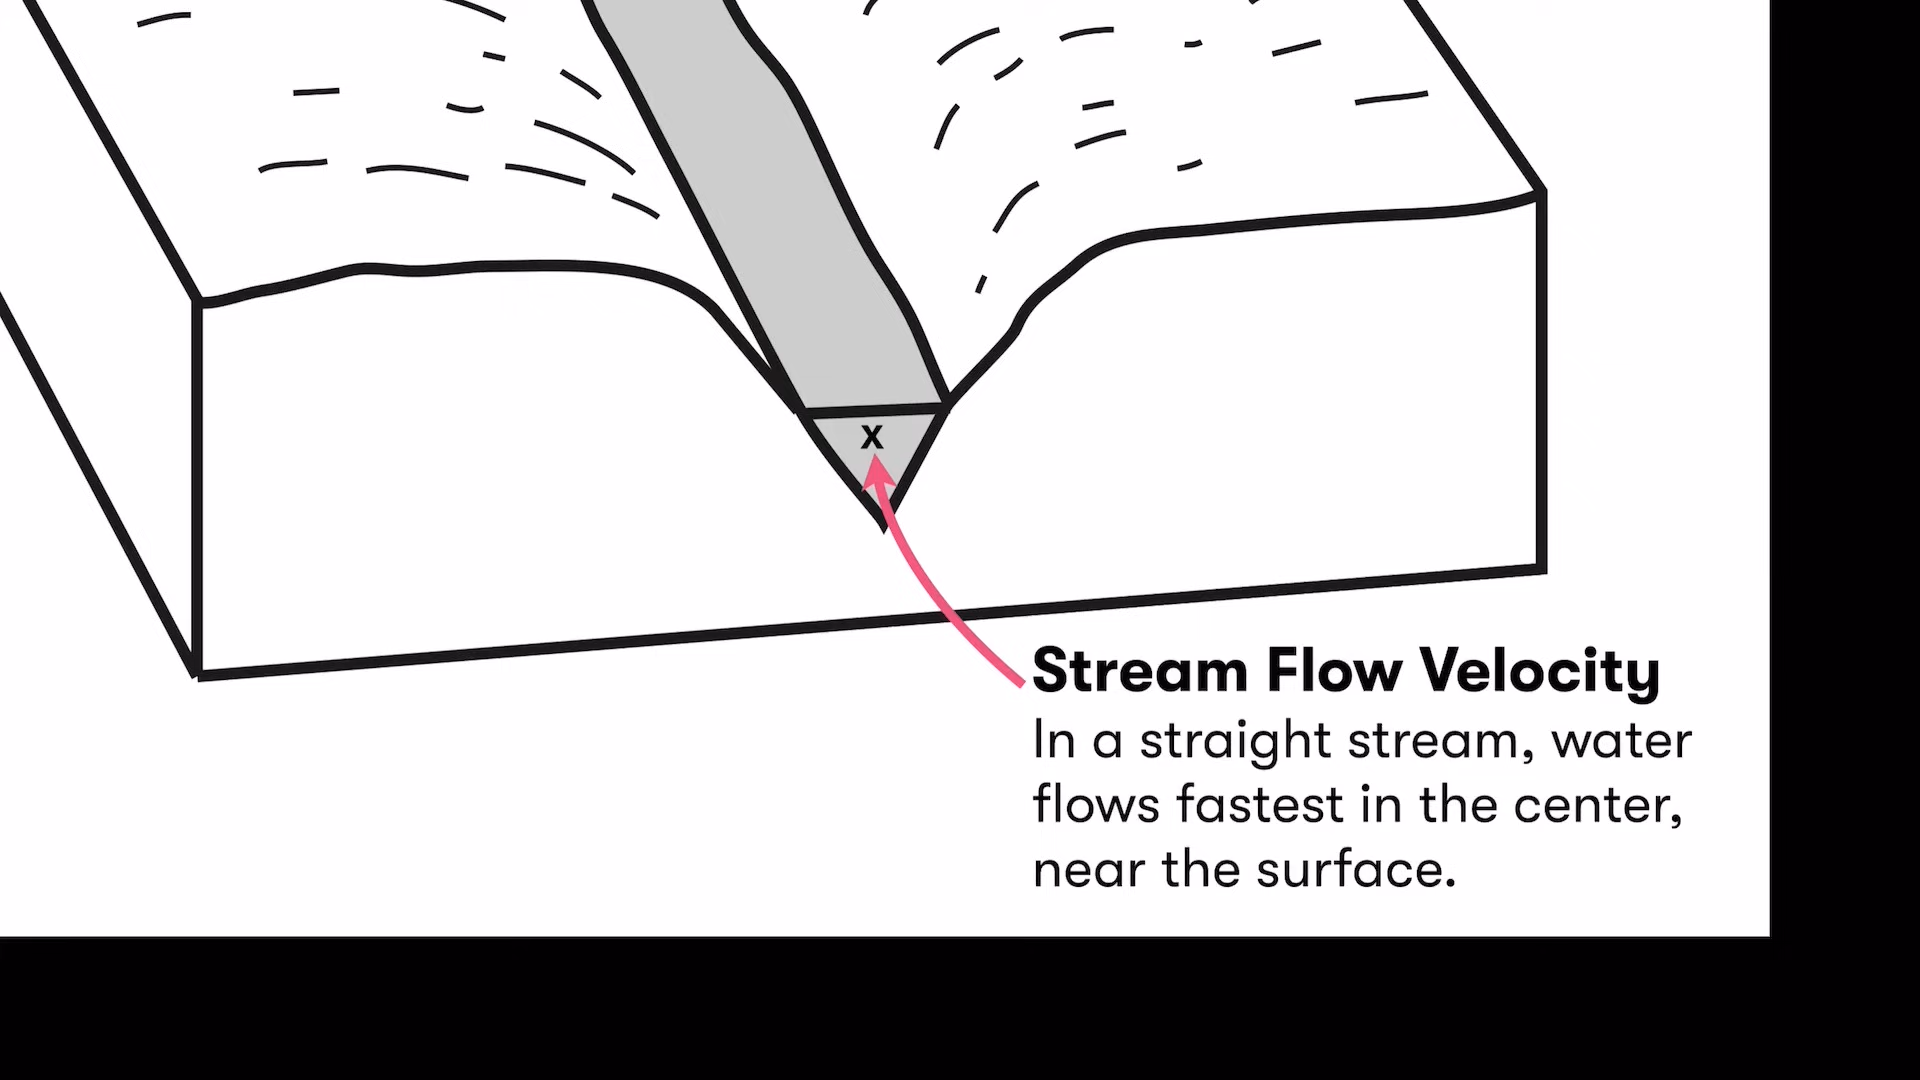 x
Stream Flow Velocity
In a straight stream, water
flows fastest in the center,
near the surface.